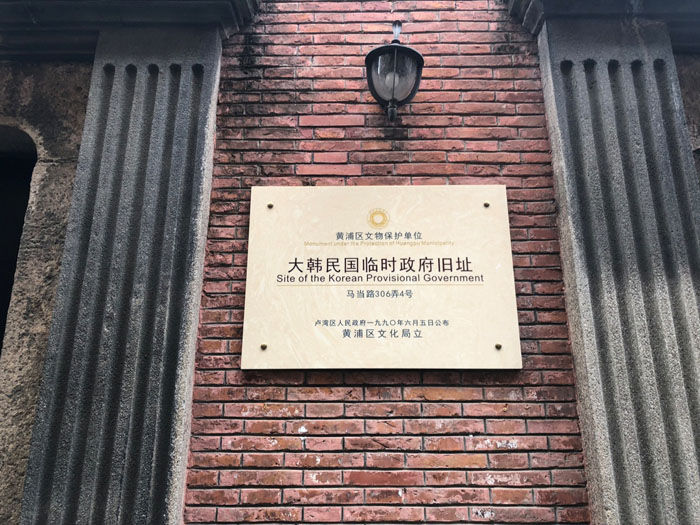 黄浦区文物保护单位
Monument under the Protection of Huangpu Municipality
大韩民国临时政府旧址
Site of the Korean Provisional Government
马当路306弄4号
卢湾区人民政府一九九〇年六月五日公布
黄浦区文化局立